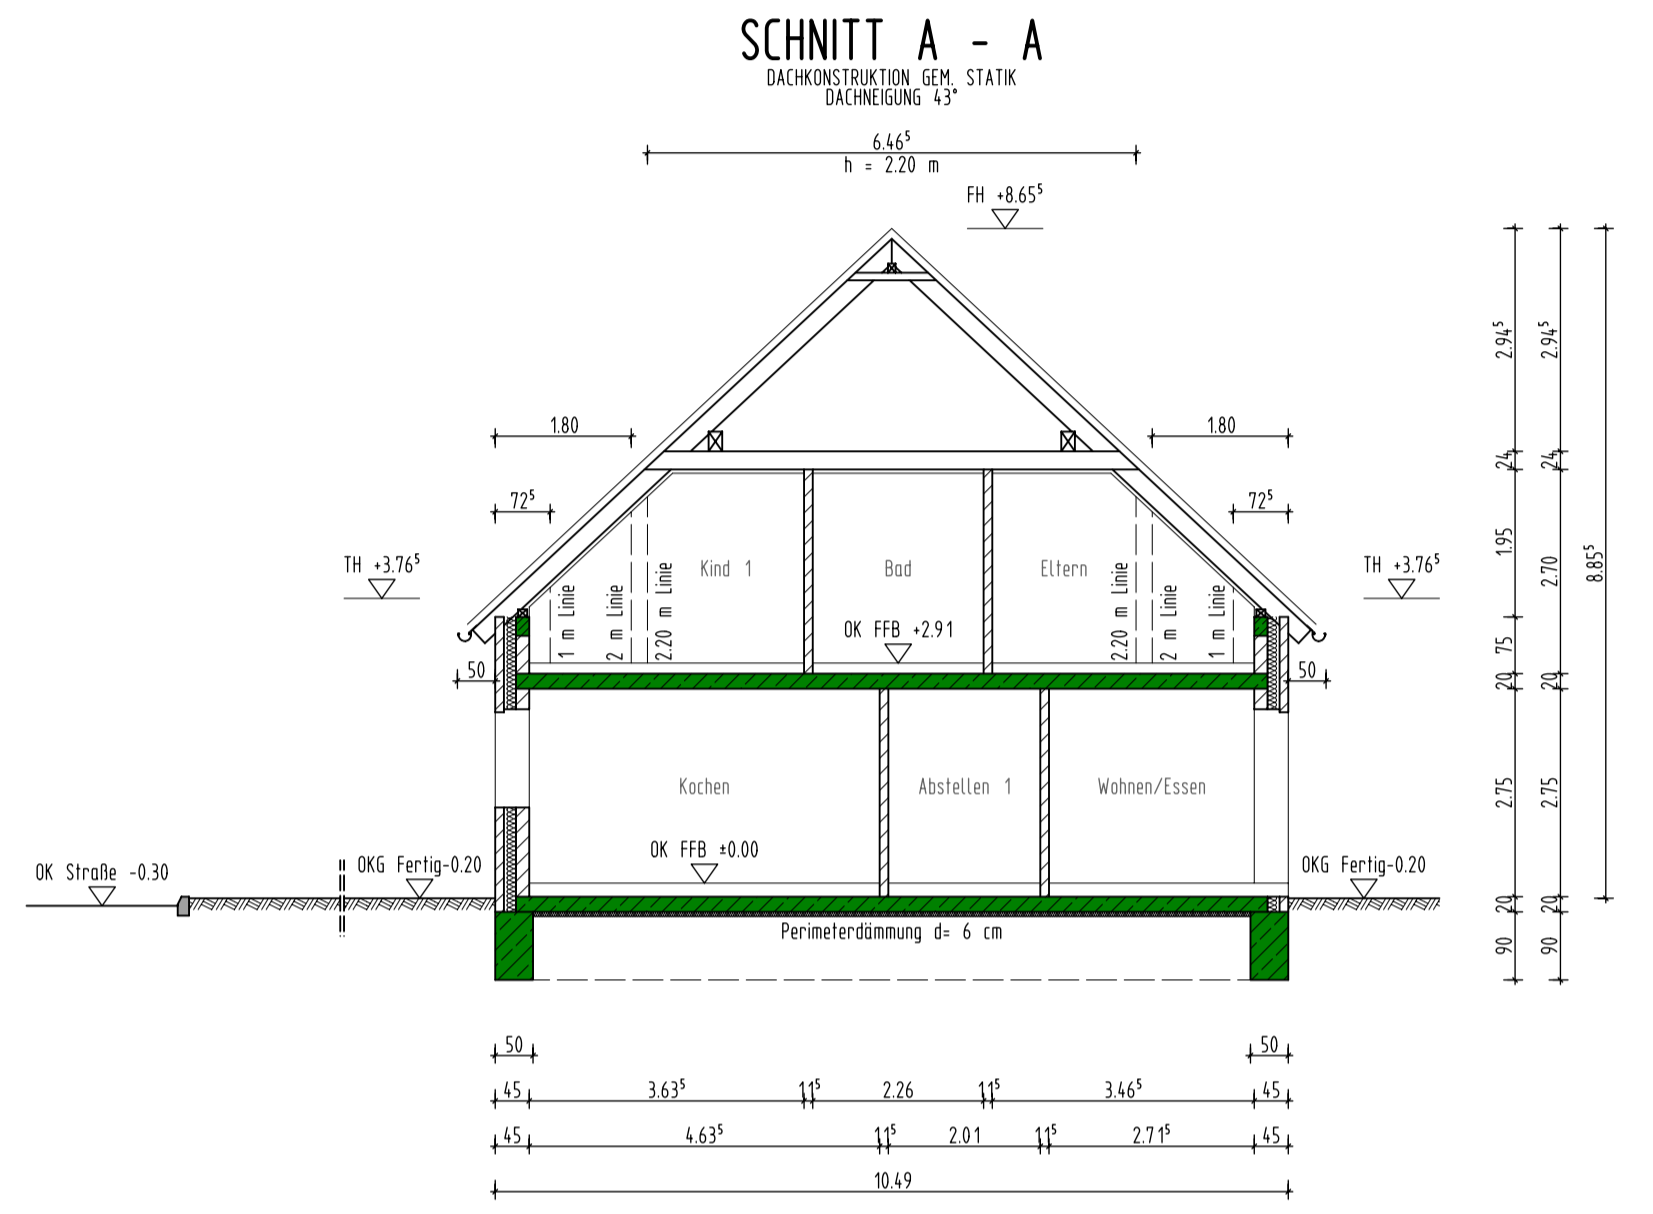 SCHNITT A - A
DACHKONSTRUKTION GEM. STATIK
DACHNEIGUNG 43°
6.46⁵
h = 2.20 m
FH +8.65⁵
1.80
1.80
72⁵
72⁵
TH +3.76⁵
TH +3.76⁵
Kind 1
Bad
Eltern
1 m Linie
2 m Linie
2.20 m Linie
2.20 m Linie
2 m Linie
1 m Linie
OK FFB +2.91
50
50
Kochen
Abstellen 1
Wohnen/Essen
OK FFB ±0.00
OK Straße -0.30
OKG Fertig-0.20
OKG Fertig-0.20
Perimeterdämmung d= 6 cm
2.94⁵
24
1.95
75
20
2.75
20
90
2.94⁵
24
2.70
20
2.75
20
90
8.85⁵
50
50
45 3.63⁵ 11⁵ 2.26 11⁵ 3.46⁵ 45
45 4.63⁵ 11⁵ 2.01 11⁵ 2.71⁵ 45
10.49